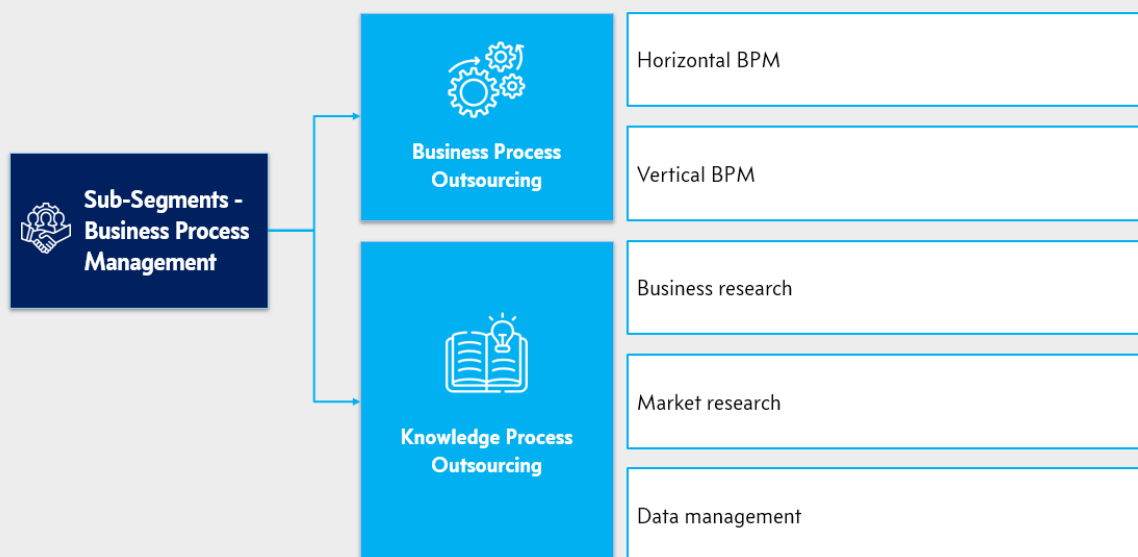 Sub-Segments -
Business Process
Management
Business Process
Outsourcing
Horizontal BPM
Vertical BPM
Knowledge Process
Outsourcing
Business research
Market research
Data management